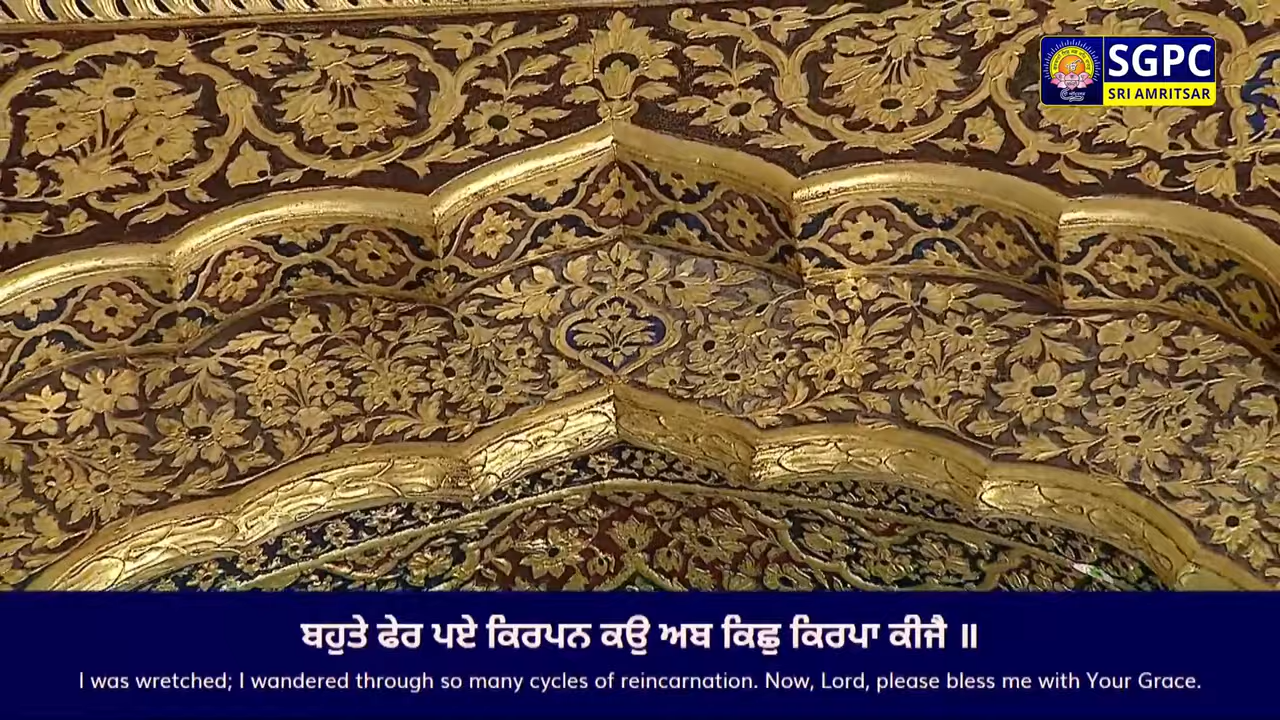 SGPC
SRI AMRITSAR
ਬਹੁਤੇ ਫੇਰ ਪਏ ਕਿਰਪਨ ਕਉ ਅਬ ਕਿਛੁ ਕਿਰਪਾ ਕੀਜੈ ॥
I was wretched; I wandered through so many cycles of reincarnation. Now, Lord, please bless me with Your Grace.